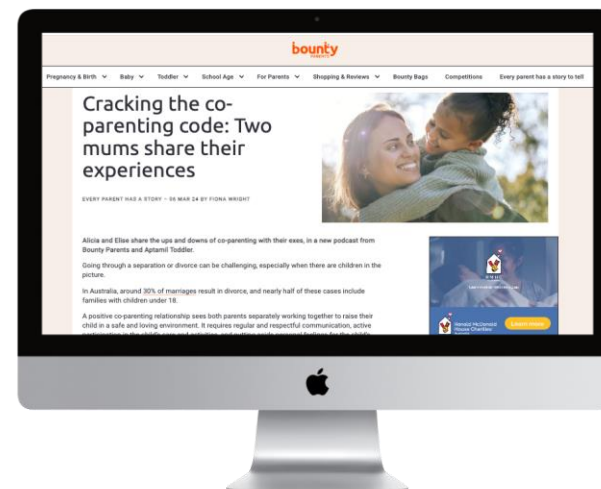 bounty
PARENTS
Pregnancy & Birth Baby Toddler School Age For Parents Shopping & Reviews Bounty Bags Competitions Every parent has a story to tell
Cracking the co-
parenting code: Two
mums share their
experiences
EVERY PARENT HAS A STORY – 06 MAR 24 BY FIONA WRIGHT
Alicia and Elise share the ups and downs of co-parenting with their exes, in a new podcast from
Bounty Parents and Aptamil Toddler.
Going through a separation or divorce can be challenging, especially when there are children in the
picture.
In Australia, around 30% of marriages result in divorce, and nearly half of these cases include
families with children under 18.
A positive co-parenting relationship sees both parents separately working together to raise their
child in a safe and loving environment. It requires regular and respectful communication, active
RMHC
Ronald McDonald
House Charities
Learn more